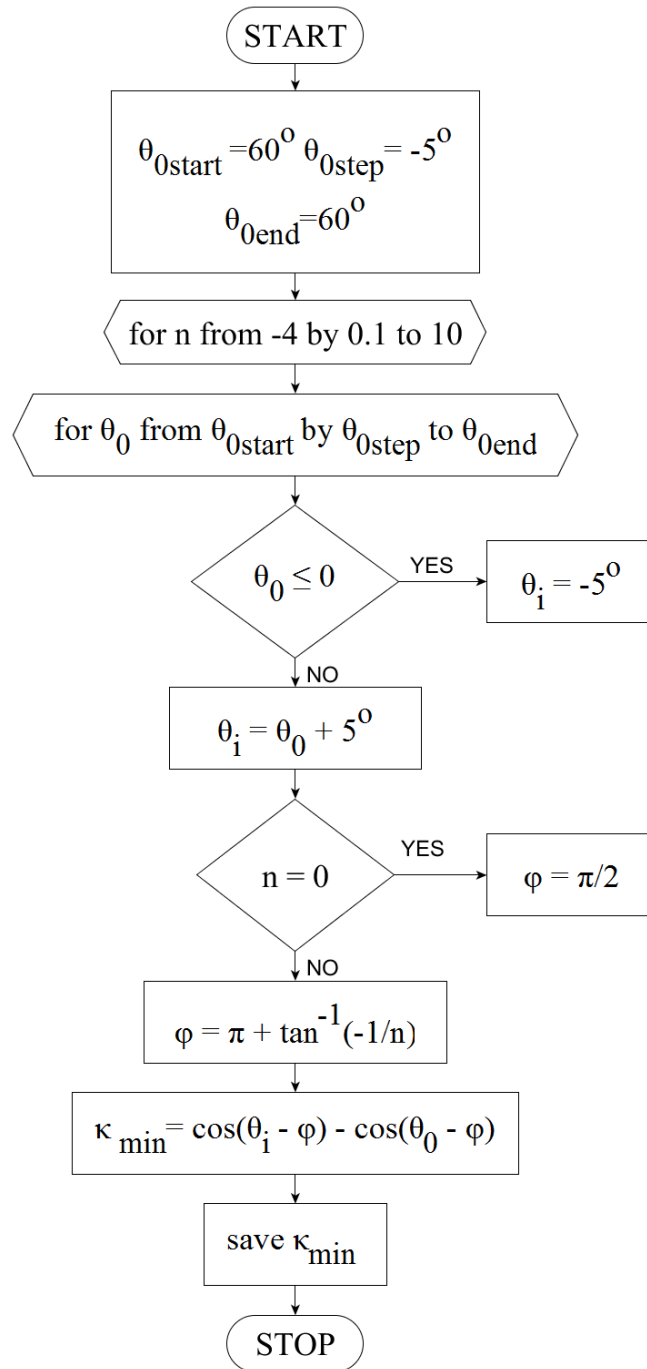 START
θ₀start =60° θ₀step= -5°
θ₀end=60°
for n from -4 by 0.1 to 10
for θ₀ from θ₀start by θ₀step to θ₀end
θ₀ ≤ 0
YES
θᵢ = -5°
NO
θᵢ = θ₀ + 5°
n = 0
YES
φ = π/2
NO
φ = π + tan⁻¹(-1/n)
κ min= cos(θᵢ - φ) - cos(θ₀ - φ)
save κmin
STOP